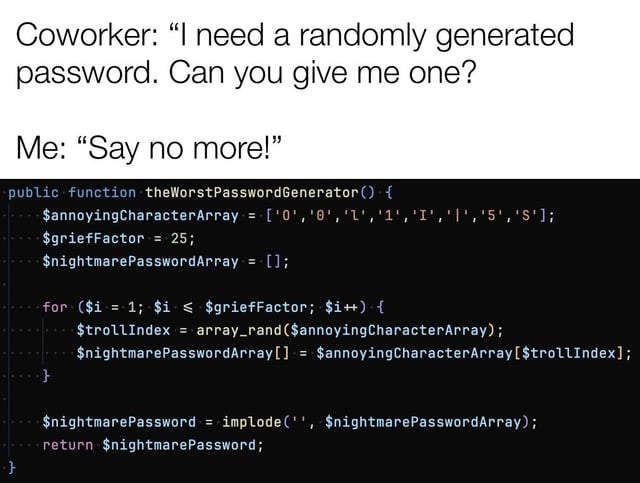 Coworker: “I need a randomly generated
password. Can you give me one?
Me: “Say no more!”
public function theWorstPasswordGenerator() {
$annoyingCharacterArray = ['O','0','l','1','I','|','5','S'];
$griefFactor = 25;
$nightmarePasswordArray = [];
for ($i = 1; $i <= $griefFactor; $i++) {
$trollIndex = array_rand($annoyingCharacterArray);
$nightmarePasswordArray[] = $annoyingCharacterArray[$trollIndex];
}
$nightmarePassword = implode('', $nightmarePasswordArray);
return $nightmarePassword;
}